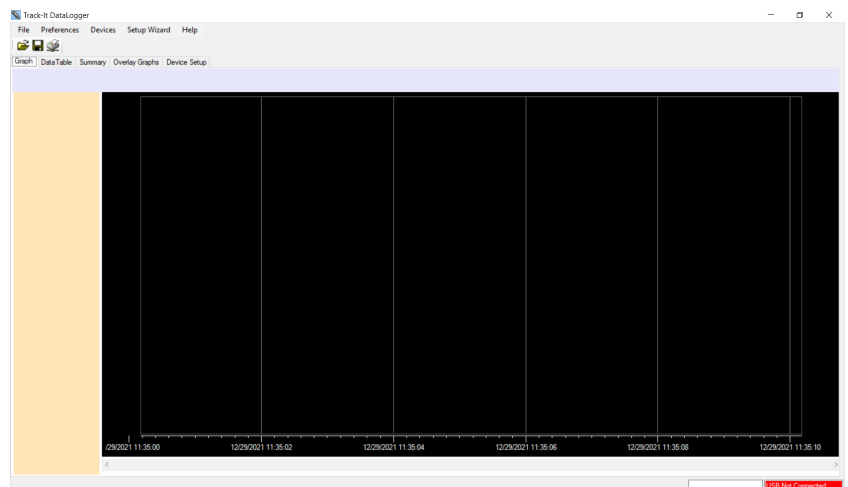 Track-It DataLogger
File Preferences Devices Setup Wizard Help
Graph DataTable Summary Overlay Graphs Device Setup
/29/2021 11:35:00 12/29/2021 11:35:02 12/29/2021 11:35:04 12/29/2021 11:35:06 12/29/2021 11:35:08 12/29/2021 11:35:10
USB Not Connected